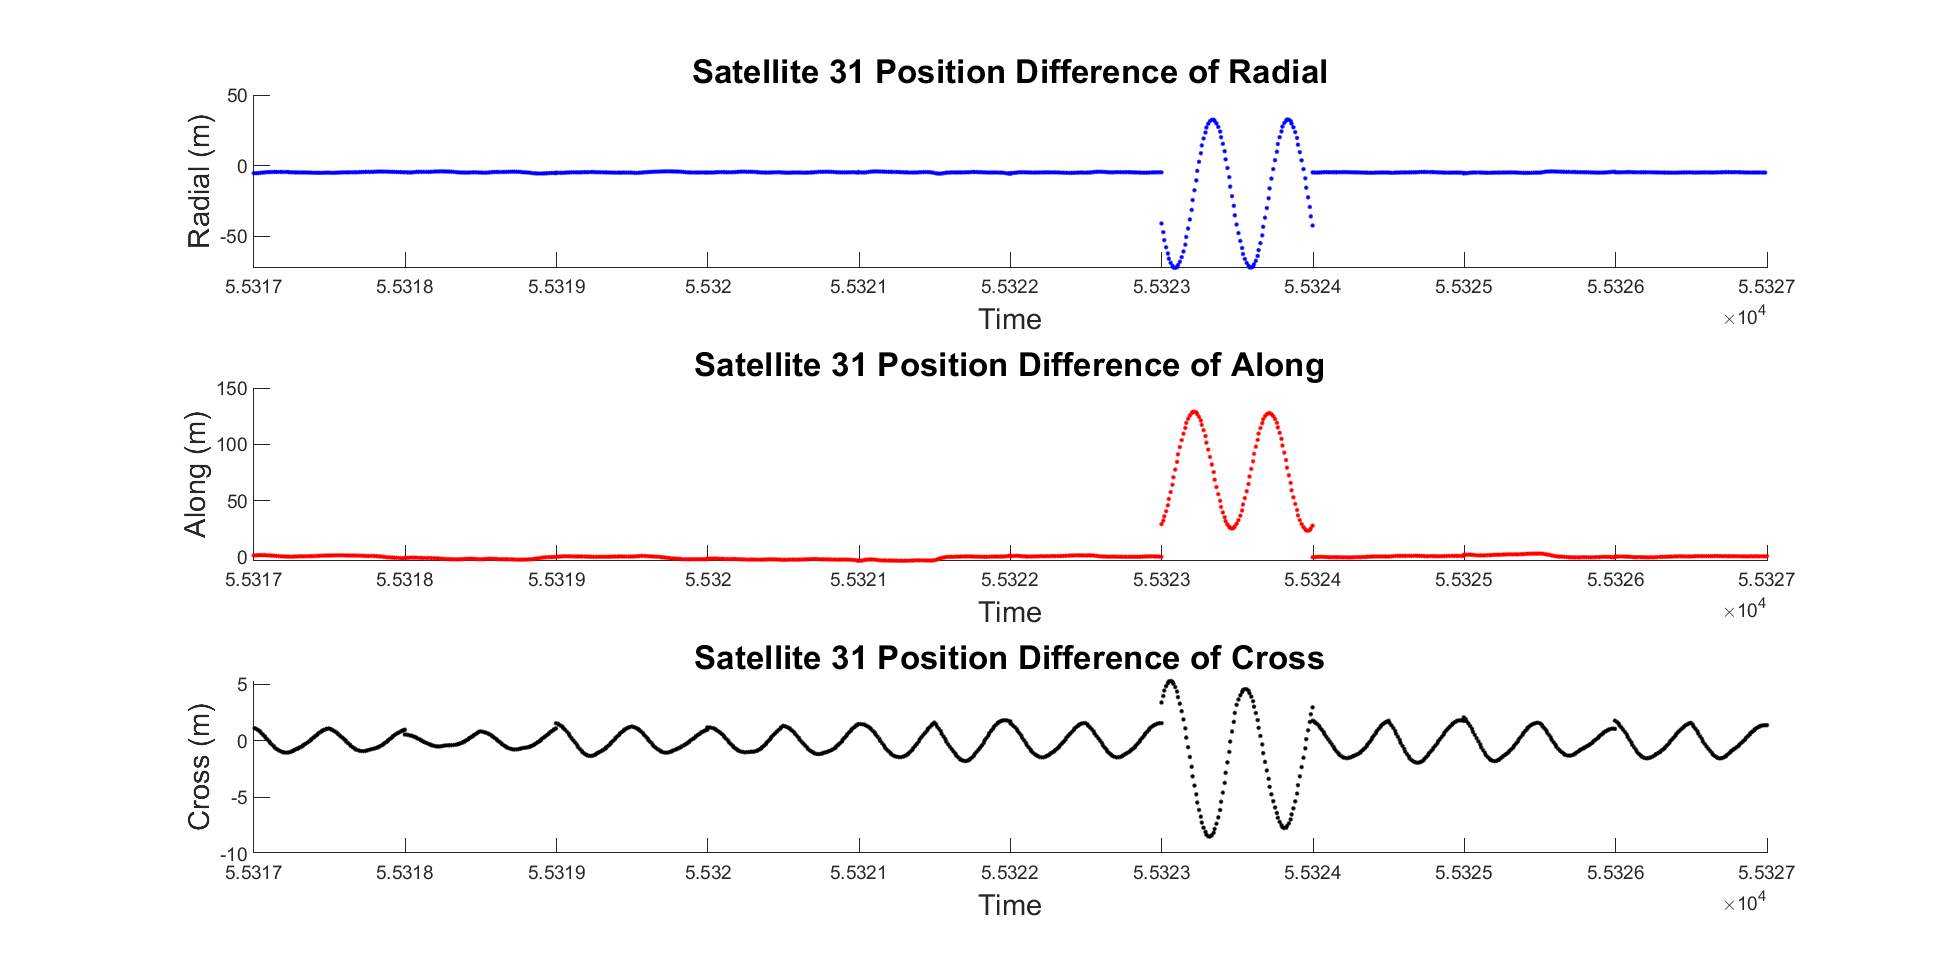 Satellite 31 Position Difference of Radial
Radial (m)
50
0
-50
5.5317 5.5318 5.5319 5.532 5.5321 5.5322 5.5323 5.5324 5.5325 5.5326 5.5327
Time
×10^4
Satellite 31 Position Difference of Along
Along (m)
150
100
50
0
5.5317 5.5318 5.5319 5.532 5.5321 5.5322 5.5323 5.5324 5.5325 5.5326 5.5327
Time
×10^4
Satellite 31 Position Difference of Cross
Cross (m)
5
0
-5
-10
5.5317 5.5318 5.5319 5.532 5.5321 5.5322 5.5323 5.5324 5.5325 5.5326 5.5327
Time
×10^4